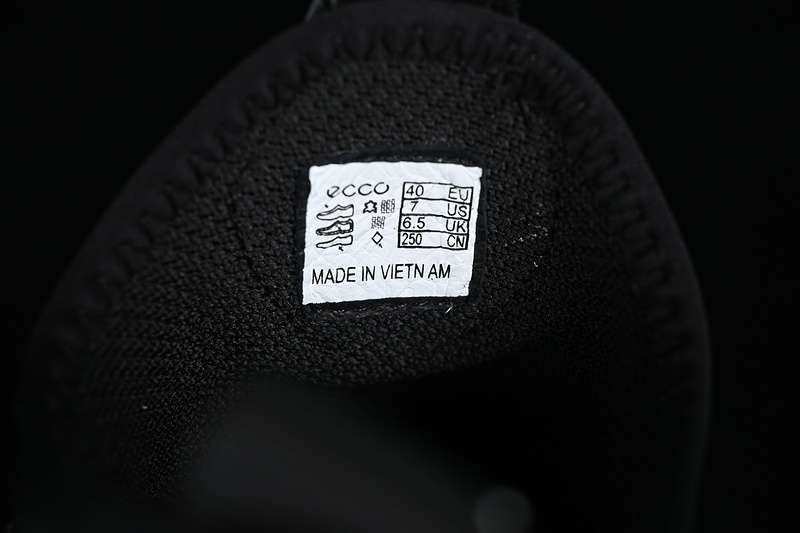 ecco
40 EU
7 US
6.5 UK
250 CN
MADE IN VIETNAM